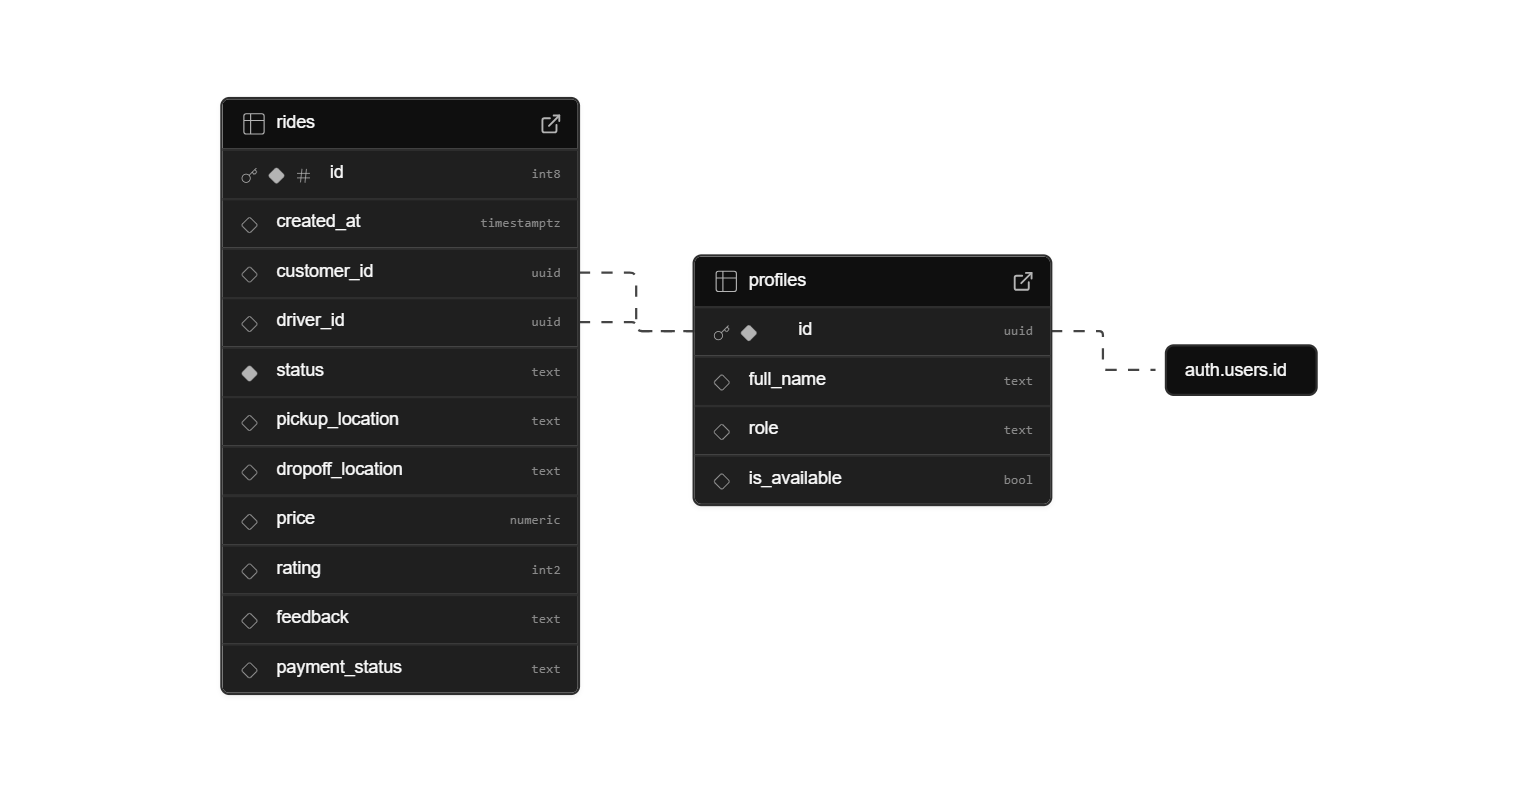 rides
# id int8
created_at timestamptz
customer_id uuid
driver_id uuid
status text
pickup_location text
dropoff_location text
price numeric
rating int2
feedback text
payment_status text
profiles
id uuid
full_name text
role text
is_available bool
auth.users.id